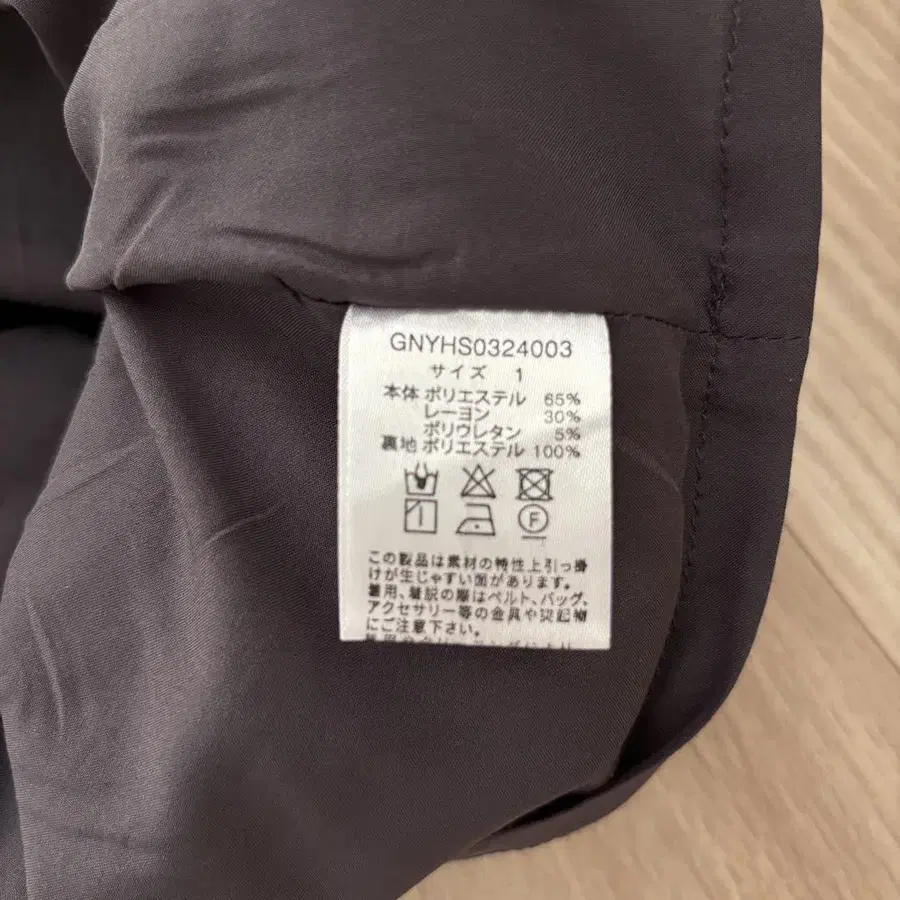 GNYHS0324003
サイズ 1
本体 ポリエステル 65%
レーヨン 30%
ポリウレタン 5%
裏地 ポリエステル 100%
F
この製品は素材の特性上引っ掛
けが生じやすい面があります。
着用、着脱の際はベルト、バッグ、
アクセサリー等の金具や突起物
にご注意下さい。